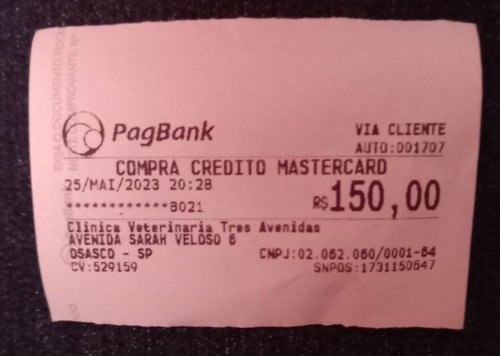 PagBank
VIA CLIENTE
AUTO:001707
COMPRA CREDITO MASTERCARD
25/MAI/2023 20:28
R$150,00
************8021
Clinica Veterinaria Tres Avenidas
AVENIDA SARAH VELOSO 6
OSASCO - SP
CNPJ:02.062.060/0001-64
CV:529159
SNPOS:1731150647